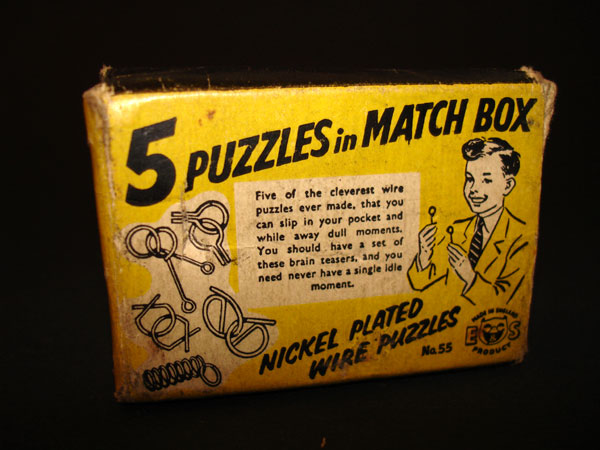 5 PUZZLES in MATCH BOX
Five of the cleverest wire
puzzles ever made, that you
can slip in your pocket and
while away dull moments.
You should have a set of
these brain teasers, and you
need never have a single idle
moment.
NICKEL PLATED
WIRE PUZZLES
No. 55
MADE IN ENGLAND
E S
PRODUCT